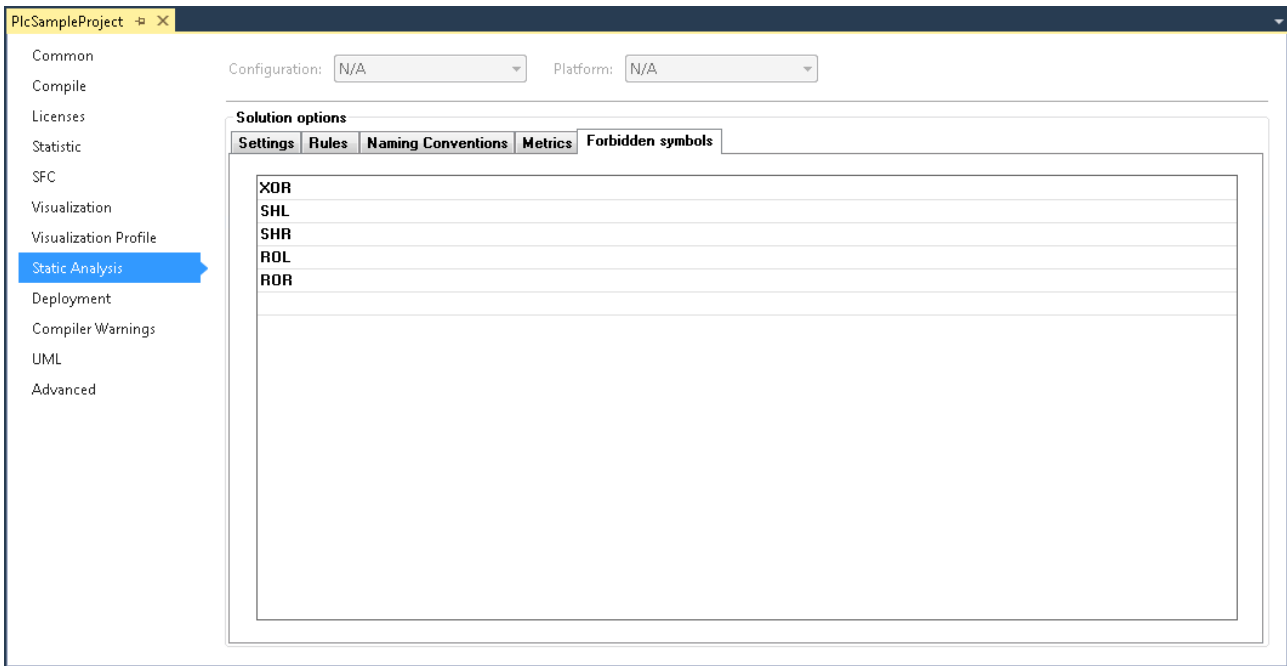 PlcSampleProject
Common
Compile
Licenses
Statistic
SFC
Visualization
Visualization Profile
Static Analysis
Deployment
Compiler Warnings
UML
Advanced
Configuration: N/A Platform: N/A
Solution options
Settings Rules Naming Conventions Metrics Forbidden symbols
XOR
SHL
SHR
ROL
ROR